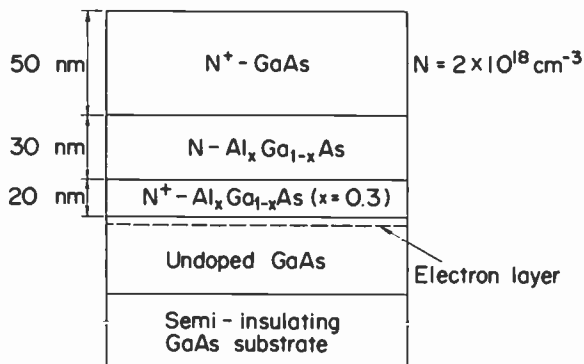 50 nm
N⁺-GaAs
N = 2 × 10¹⁸ cm⁻³
30 nm
N-AlₓGa₁₋ₓAs
20 nm
N⁺-AlₓGa₁₋ₓAs (x = 0.3)
Undoped GaAs
Electron layer
Semi-insulating
GaAs substrate